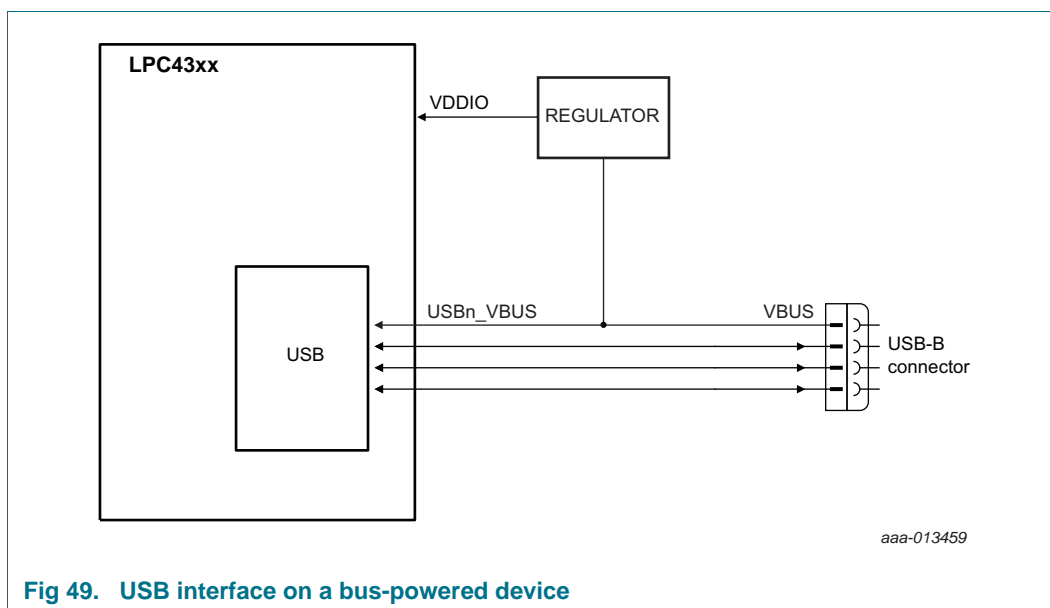 LPC43xx
VDDIO
REGULATOR
USBn_VBUS
VBUS
USB
USB-B
connector
aaa-013459
Fig 49. USB interface on a bus-powered device